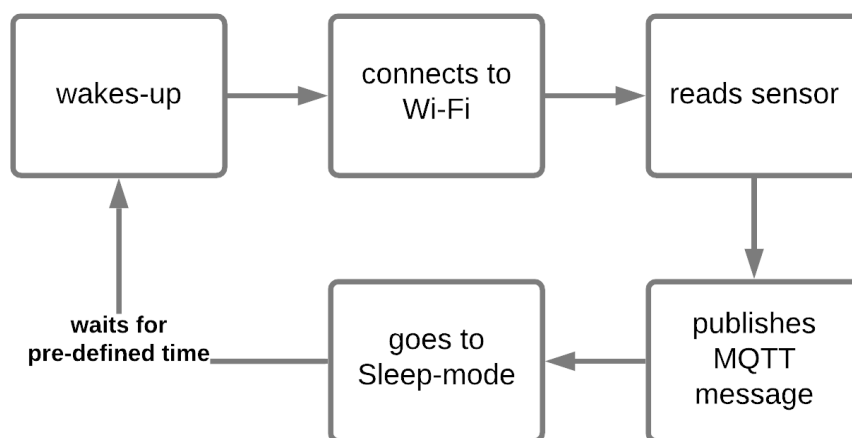 wakes-up
connects to
Wi-Fi
reads sensor
publishes
MQTT
message
goes to
Sleep-mode
waits for
pre-defined time